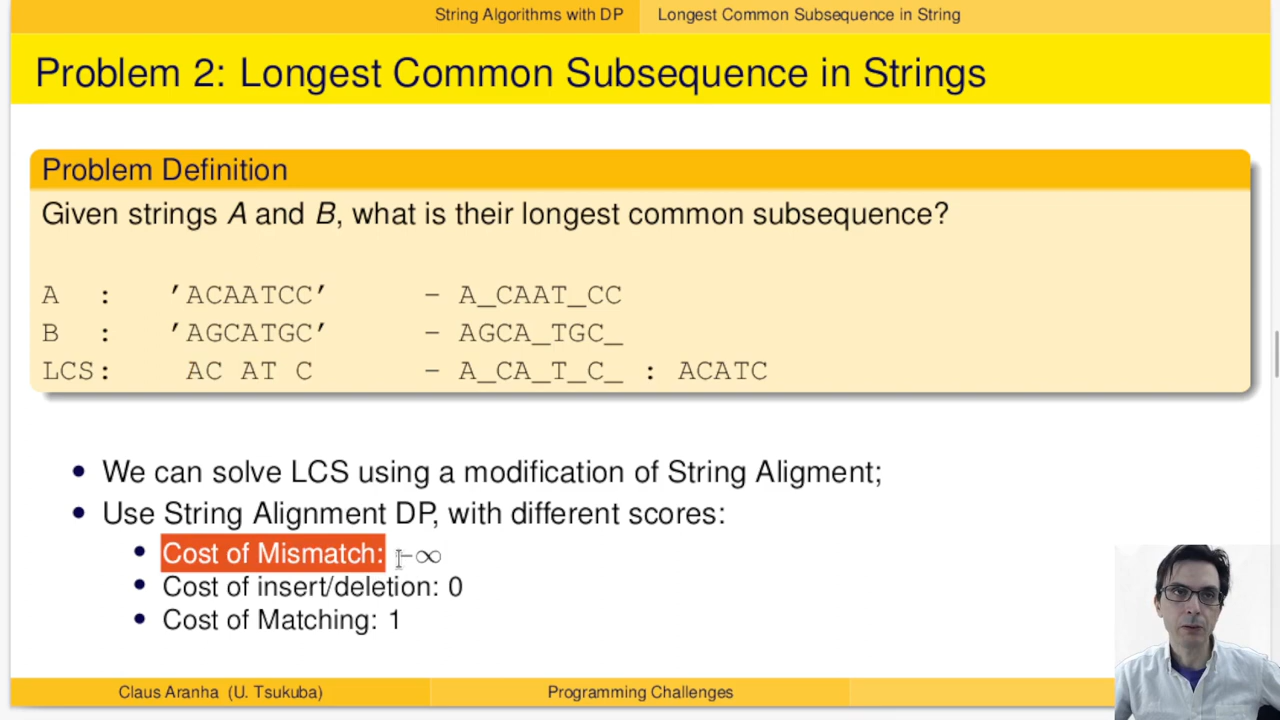 String Algorithms with DP Longest Common Subsequence in String
Problem 2: Longest Common Subsequence in Strings
Problem Definition
Given strings A and B, what is their longest common subsequence?
A : 'ACAATCC' - A_CAAT_CC
B : 'AGCATGC' - AGCA_TGC_
LCS: AC AT C - A_CA_T_C_ : ACATC
• We can solve LCS using a modification of String Aligment;
• Use String Alignment DP, with different scores:
• Cost of Mismatch: -∞
• Cost of insert/deletion: 0
• Cost of Matching: 1
Claus Aranha (U. Tsukuba) Programming Challenges